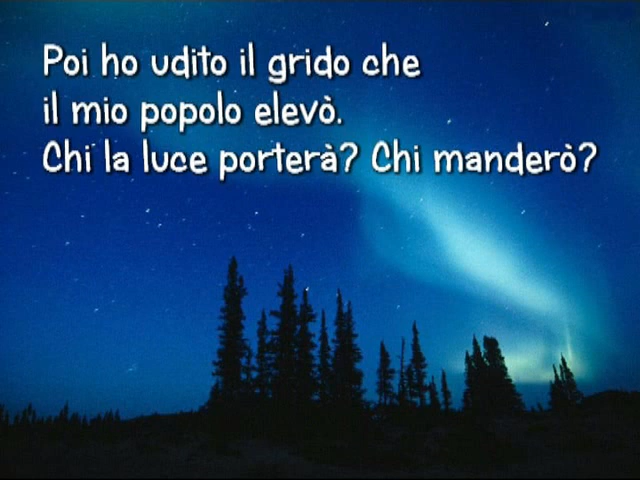 Poi ho udito il grido che
il mio popolo elevò.
Chi la luce porterà? Chi manderò?